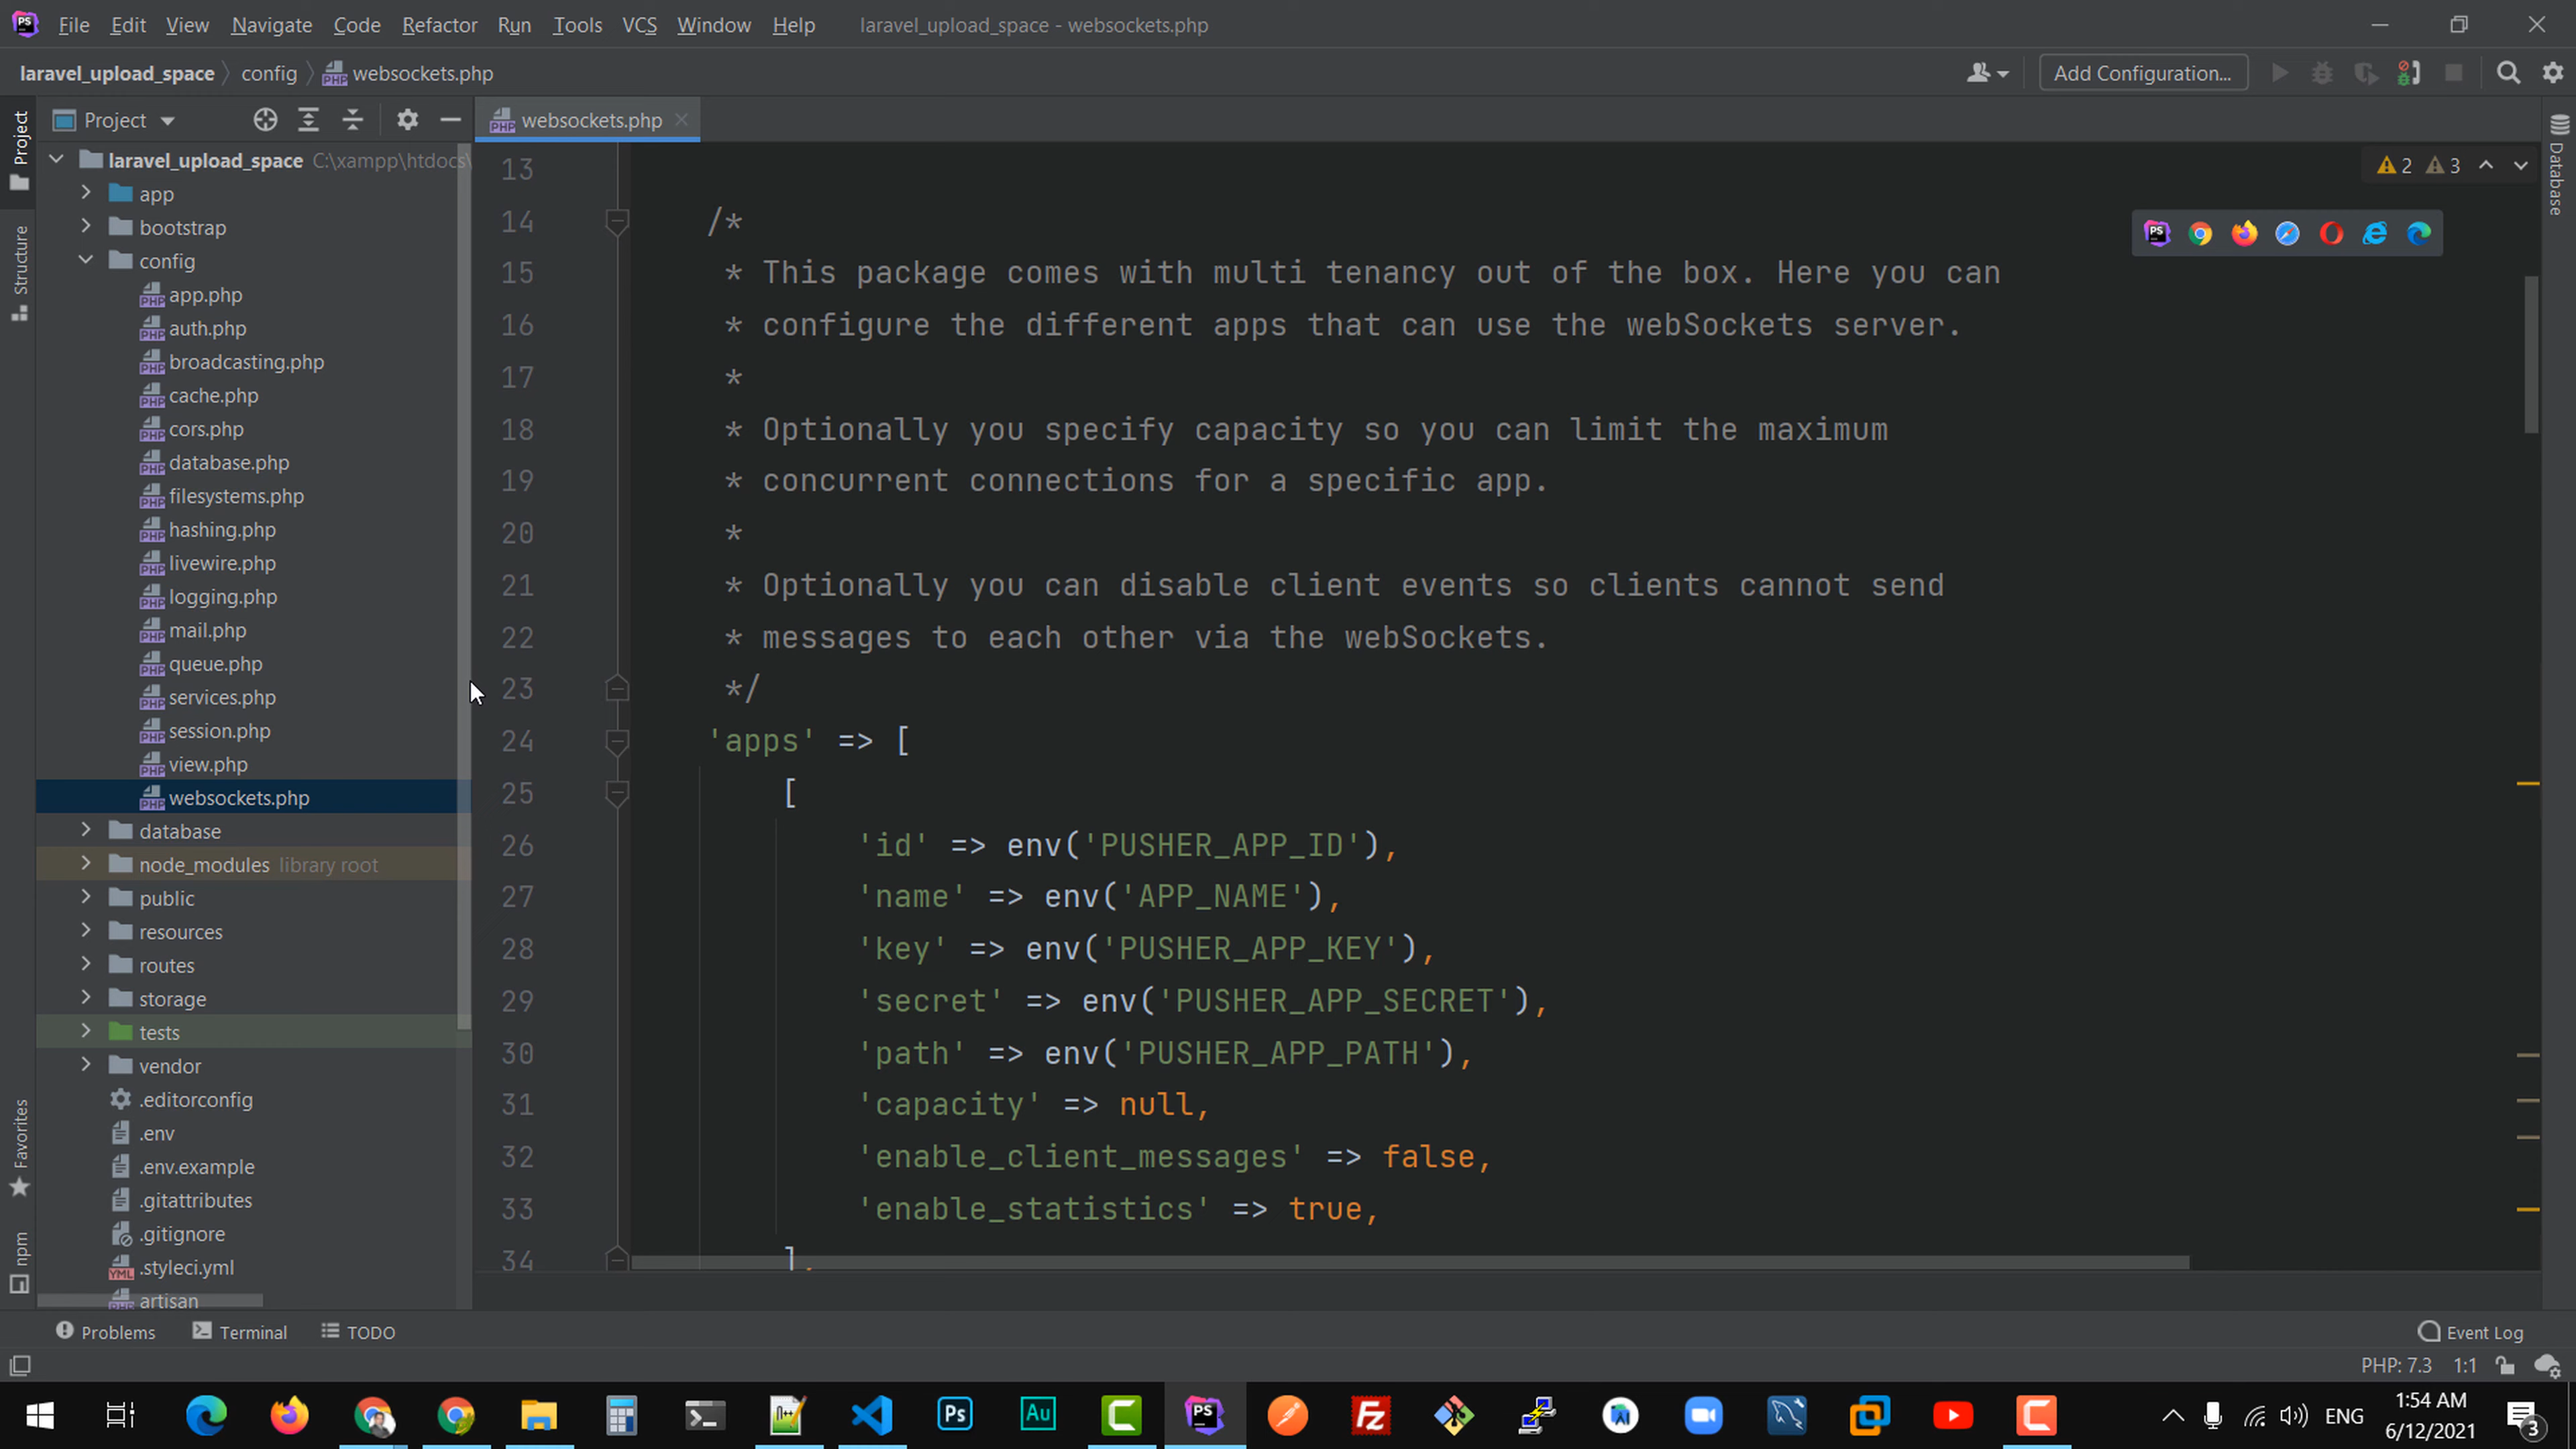 File Edit View Navigate Code Refactor Run Tools VCS Window Help laravel_upload_space - websockets.php
laravel_upload_space config websockets.php Add Configuration...
Project
websockets.php
laravel_upload_space C:\xampp\htdocs\
app
bootstrap
config
app.php
auth.php
broadcasting.php
cache.php
cors.php
database.php
filesystems.php
hashing.php
livewire.php
logging.php
mail.php
queue.php
services.php
session.php
view.php
websockets.php
database
node_modules library root
public
resources
routes
storage
tests
vendor
.editorconfig
.env
.env.example
.gitattributes
.gitignore
.styleci.yml
artisan
Project
Structure
Favorites
npm
13
14 /*
15 * This package comes with multi tenancy out of the box. Here you can
16 * configure the different apps that can use the webSockets server.
17 *
18 * Optionally you specify capacity so you can limit the maximum
19 * concurrent connections for a specific app.
20 *
21 * Optionally you can disable client events so clients cannot send
22 * messages to each other via the webSockets.
23 */
24 'apps' => [
25 [
26 'id' => env('PUSHER_APP_ID'),
27 'name' => env('APP_NAME'),
28 'key' => env('PUSHER_APP_KEY'),
29 'secret' => env('PUSHER_APP_SECRET'),
30 'path' => env('PUSHER_APP_PATH'),
31 'capacity' => null,
32 'enable_client_messages' => false,
33 'enable_statistics' => true,
34 ],
2 3
Database
Problems Terminal TODO Event Log
PHP: 7.3 1:1
ENG 1:54 AM
6/12/2021
3